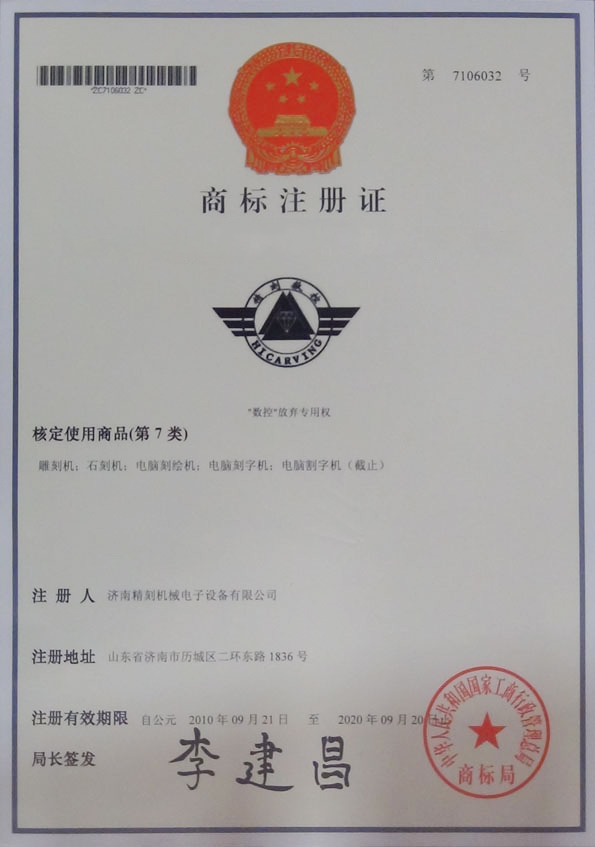 第 7106032 号
*ZC7106032 ZC*
商标注册证
精刻数控
HICARVING
"数控"放弃专用权
核定使用商品(第 7 类)
雕刻机；石刻机；电脑刻绘机；电脑刻字机；电脑割字机（截止）
注 册 人 济南精刻机械电子设备有限公司
注册地址 山东省济南市历城区二环东路 1836 号
注册有效期限 自公元 2010 年 09 月 21 日 至 2020 年 09 月 20 日止
局长签发 李建昌
中华人民共和国国家工商行政管理总局
商标局